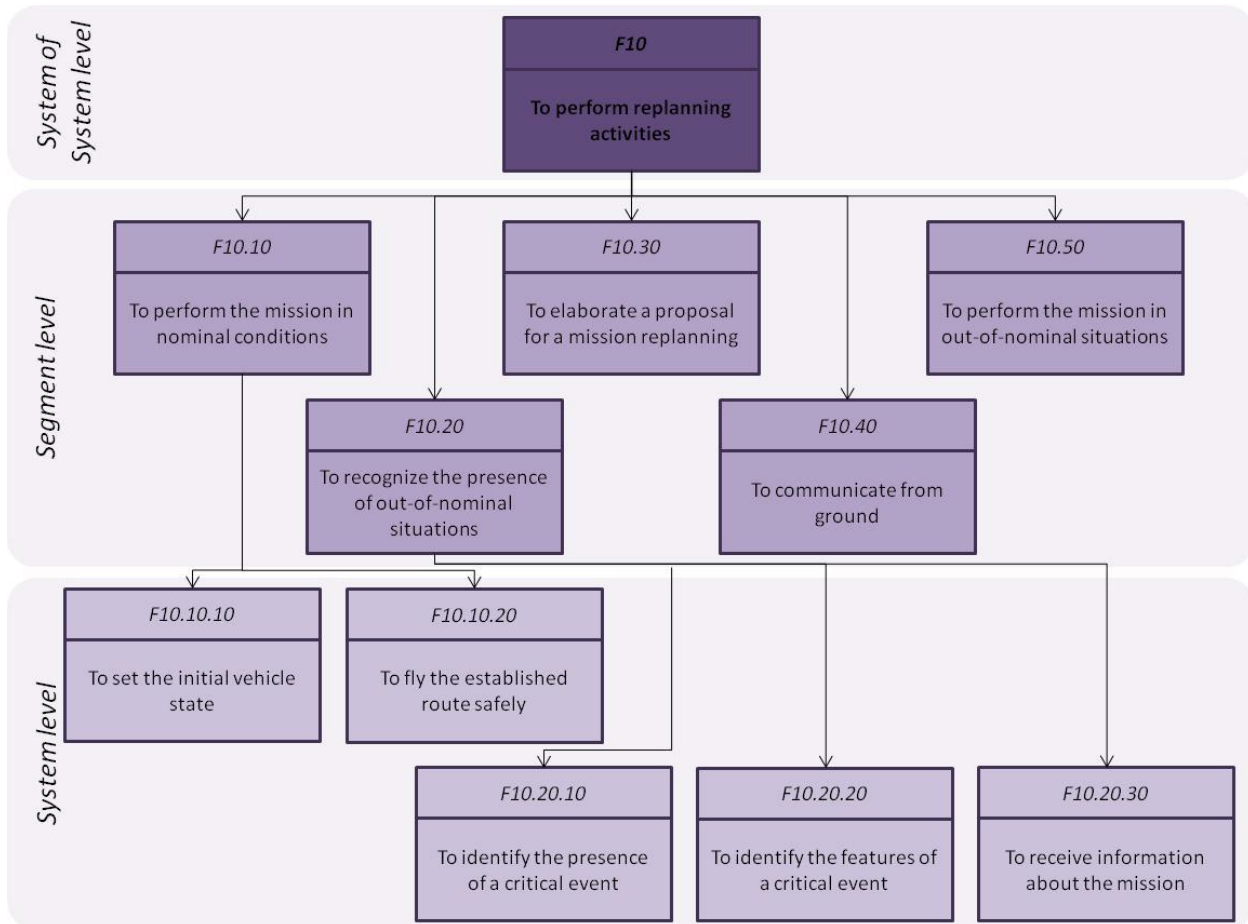 System of
System level
F10
To perform replanning
activities
Segment level
F10.10
To perform the mission in
nominal conditions
F10.30
To elaborate a proposal
for a mission replanning
F10.50
To perform the mission in
out-of-nominal situations
F10.20
To recognize the presence
of out-of-nominal
situations
F10.40
To communicate from
ground
System level
F10.10.10
To set the initial vehicle
state
F10.10.20
To fly the established
route safely
F10.20.10
To identify the presence
of a critical event
F10.20.20
To identify the features of
a critical event
F10.20.30
To receive information
about the mission